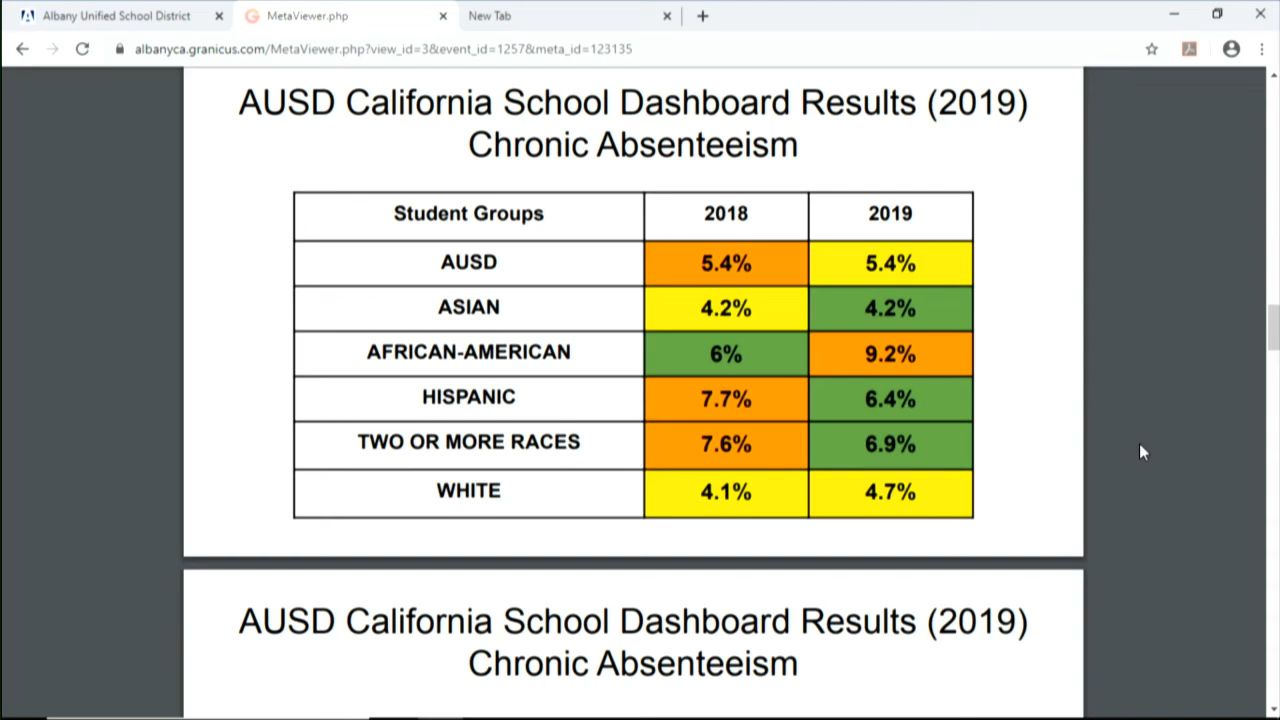 Albany Unified School District
MetaViewer.php
New Tab
albanyca.granicus.com/MetaViewer.php?view_id=3&event_id=1257&meta_id=123135
AUSD California School Dashboard Results (2019)
Chronic Absenteeism
Student Groups 2018 2019
AUSD 5.4% 5.4%
ASIAN 4.2% 4.2%
AFRICAN-AMERICAN 6% 9.2%
HISPANIC 7.7% 6.4%
TWO OR MORE RACES 7.6% 6.9%
WHITE 4.1% 4.7%
AUSD California School Dashboard Results (2019)
Chronic Absenteeism